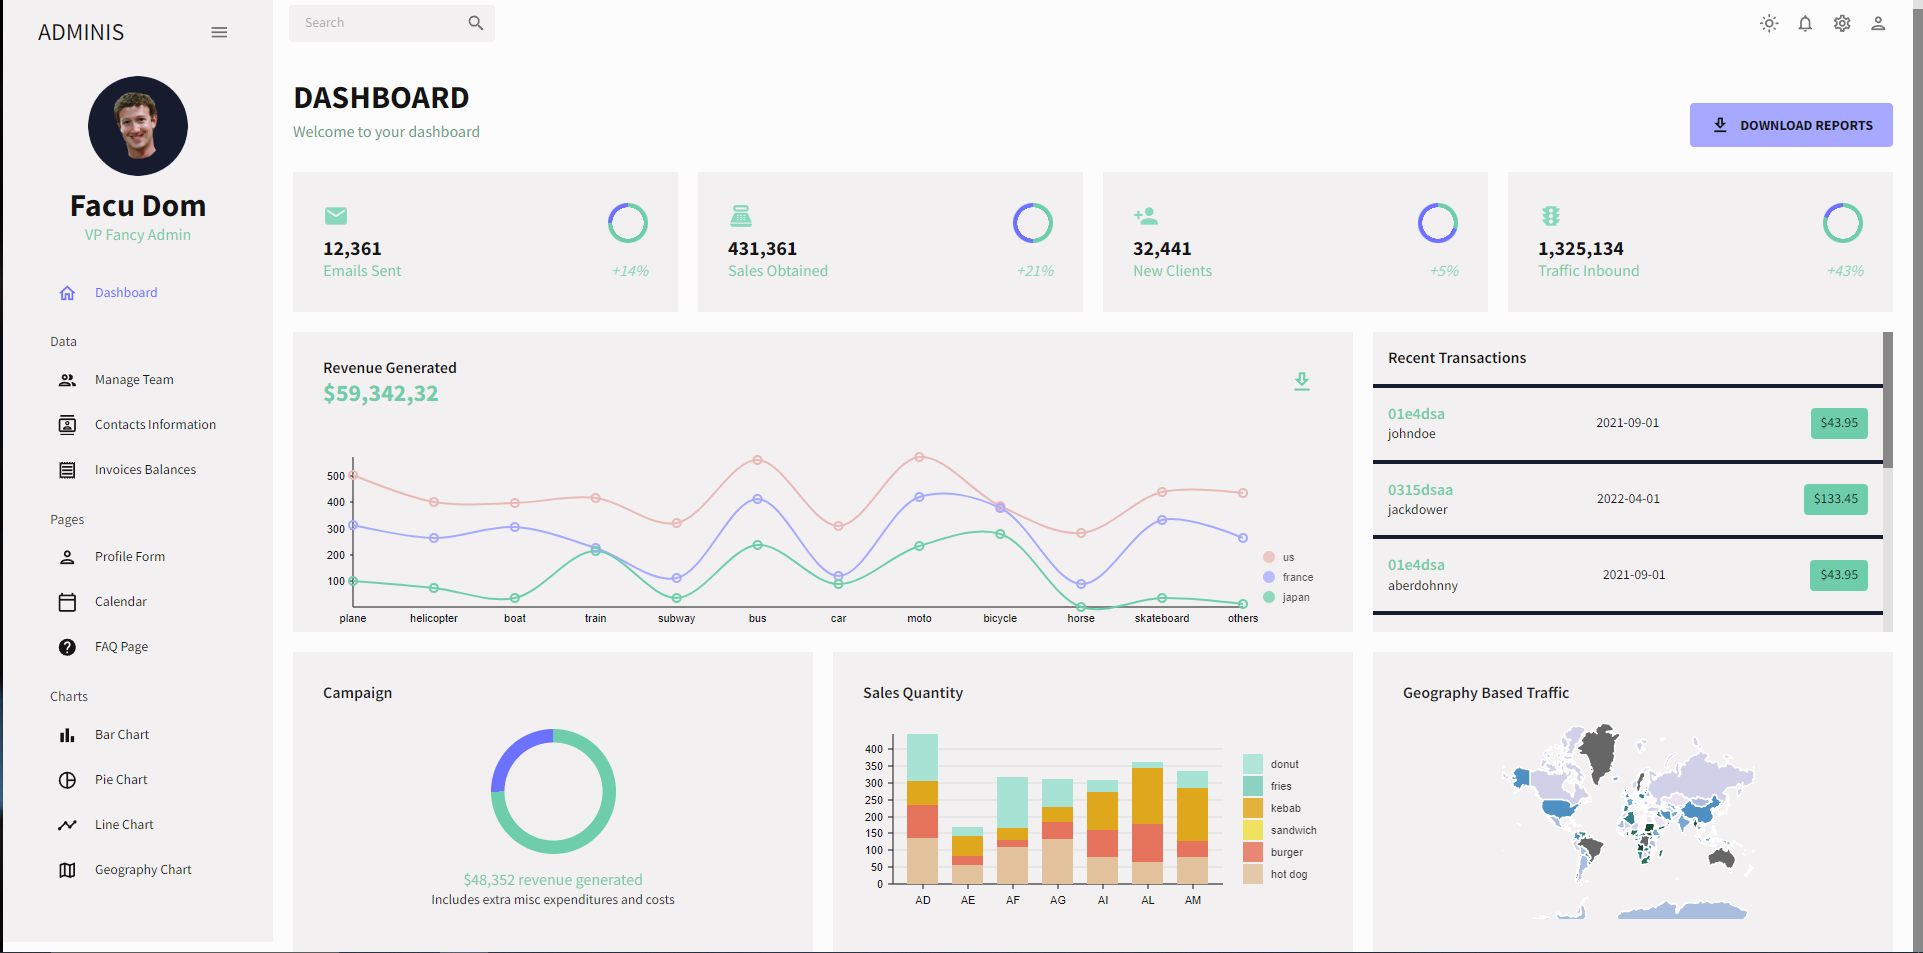 ADMINIS
Search
Facu Dom
VP Fancy Admin
Dashboard
Data
Manage Team
Contacts Information
Invoices Balances
Pages
Profile Form
Calendar
FAQ Page
Charts
Bar Chart
Pie Chart
Line Chart
Geography Chart
DASHBOARD
Welcome to your dashboard
DOWNLOAD REPORTS
12,361
Emails Sent
+14%
431,361
Sales Obtained
+21%
32,441
New Clients
+5%
1,325,134
Traffic Inbound
+43%
Revenue Generated
$59,342,32
500
400
300
200
100
plane helicopter boat train subway bus car moto bicycle horse skateboard others
us
france
japan
Recent Transactions
01e4dsa
johndoe
2021-09-01
$43.95
0315dsaa
jackdower
2022-04-01
$133.45
01e4dsa
aberdohnny
2021-09-01
$43.95
Campaign
$48,352 revenue generated
Includes extra misc expenditures and costs
Sales Quantity
400
350
300
250
200
150
100
50
0
AD AE AF AG AI AL AM
donut
fries
kebab
sandwich
burger
hot dog
Geography Based Traffic